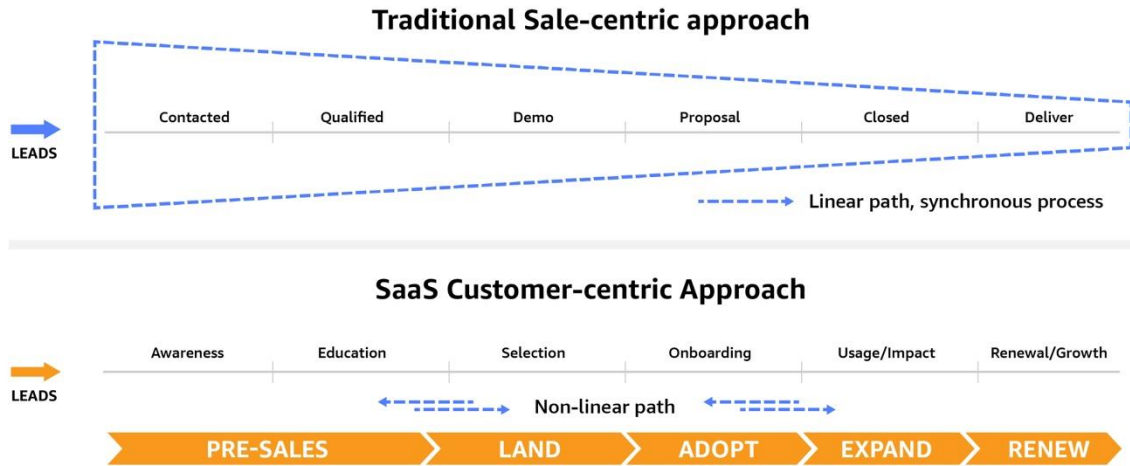 Traditional Sale-centric approach
Contacted Qualified Demo Proposal Closed Deliver
LEADS
Linear path, synchronous process
SaaS Customer-centric Approach
Awareness Education Selection Onboarding Usage/Impact Renewal/Growth
LEADS
Non-linear path
PRE-SALES LAND ADOPT EXPAND RENEW